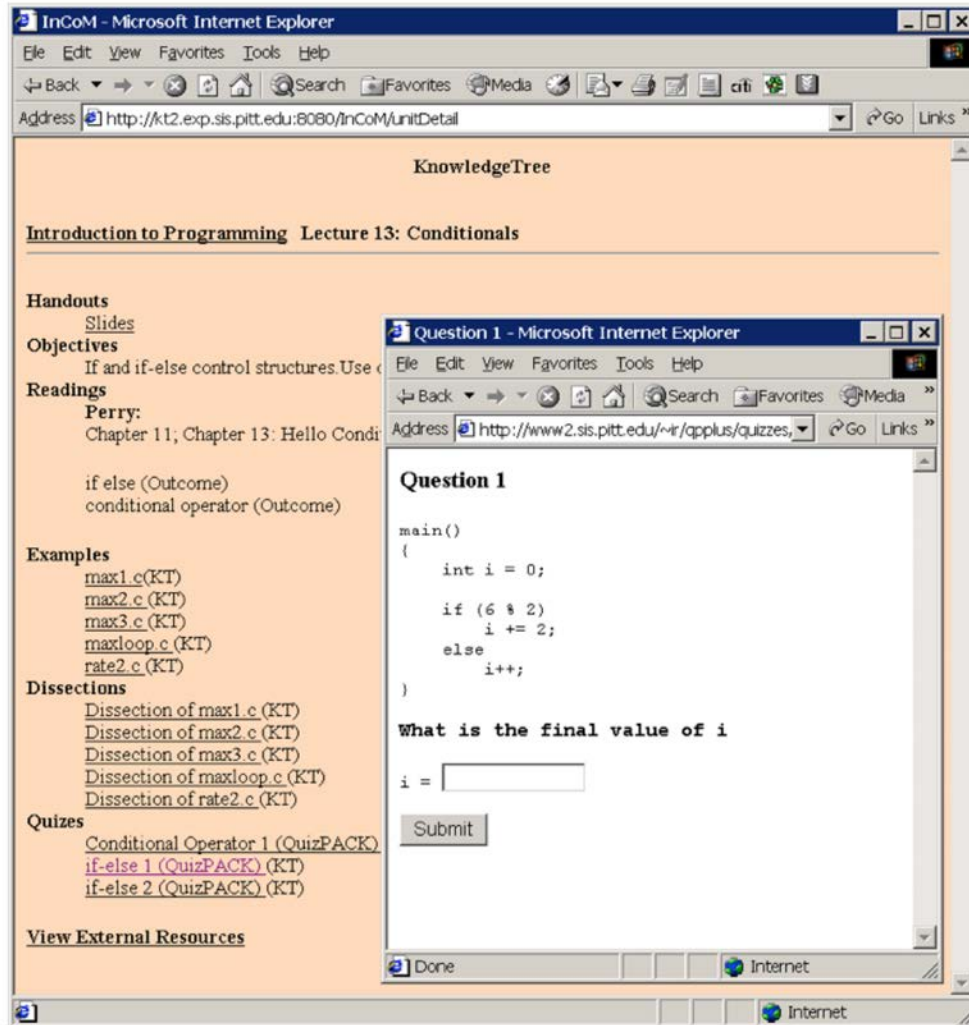 InCoM - Microsoft Internet Explorer
File Edit View Favorites Tools Help
Back Search Favorites Media citi
Address http://kt2.exp.sis.pitt.edu:8080/InCoM/unitDetail Go Links »
KnowledgeTree
Introduction to Programming Lecture 13: Conditionals
Handouts
Slides
Objectives
If and if-else control structures.Use
Readings
Perry:
Chapter 11; Chapter 13: Hello Condi
if else (Outcome)
conditional operator (Outcome)
Examples
max1.c(KT)
max2.c (KT)
max3.c (KT)
maxloop.c (KT)
rate2.c (KT)
Dissections
Dissection of max1.c (KT)
Dissection of max2.c (KT)
Dissection of max3.c (KT)
Dissection of maxloop.c (KT)
Dissection of rate2.c (KT)
Quizes
Conditional Operator 1 (QuizPACK)
if-else 1 (QuizPACK) (KT)
if-else 2 (QuizPACK) (KT)
View External Resources
Internet
Question 1 - Microsoft Internet Explorer
File Edit View Favorites Tools Help
Back Search Favorites Media »
Address http://www2.sis.pitt.edu/~ir/qpplus/quizzes, Go Links »
Question 1
main()
{
int i = 0;
if (6 % 2)
i += 2;
else
i++;
}
What is the final value of i
i =
Submit
Done Internet